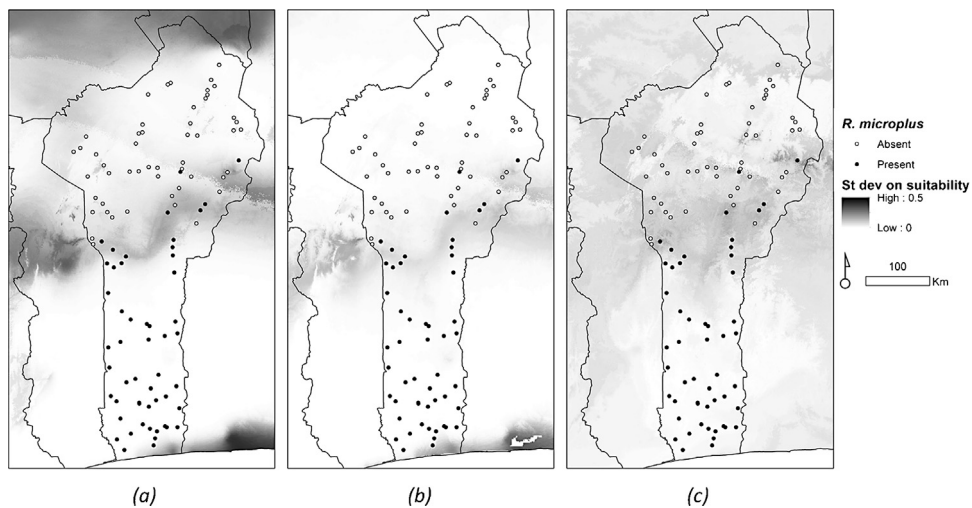 R. microplus
Absent
Present
St dev on suitability
High : 0.5
Low : 0
100
Km
(a)
(b)
(c)